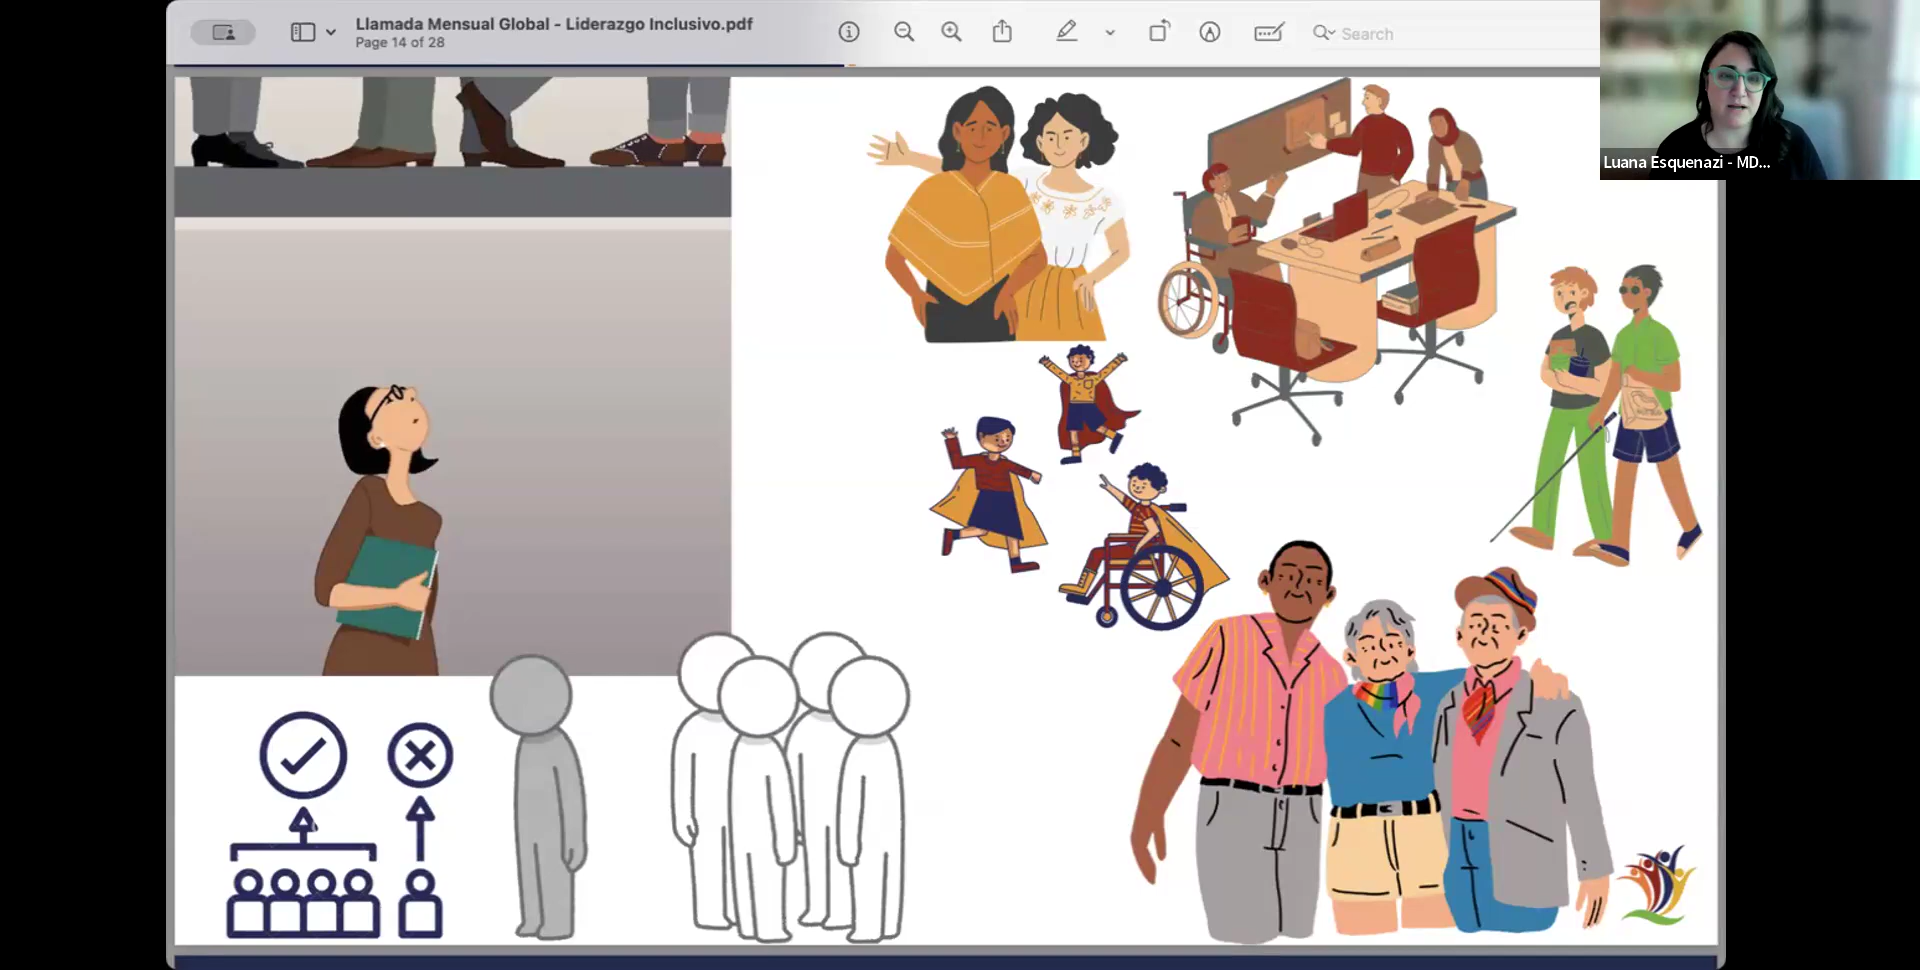 Llamada Mensual Global - Liderazgo Inclusivo.pdf
Page 14 of 28
Search
Luana Esquenazi - MD...